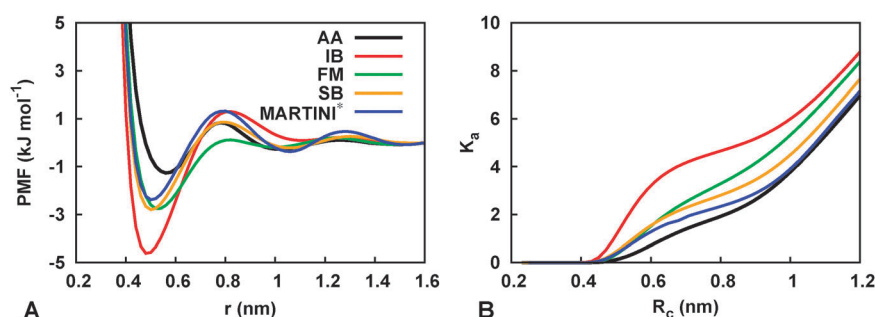 5
3
1
-1
-3
-5
PMF (kJ mol⁻¹)
AA
IB
FM
SB
MARTINI*
0.2 0.4 0.6 0.8 1 1.2 1.4 1.6
r (nm)
A
10
8
6
4
2
0
Kₐ
0.2 0.4 0.6 0.8 1 1.2
R_c (nm)
B